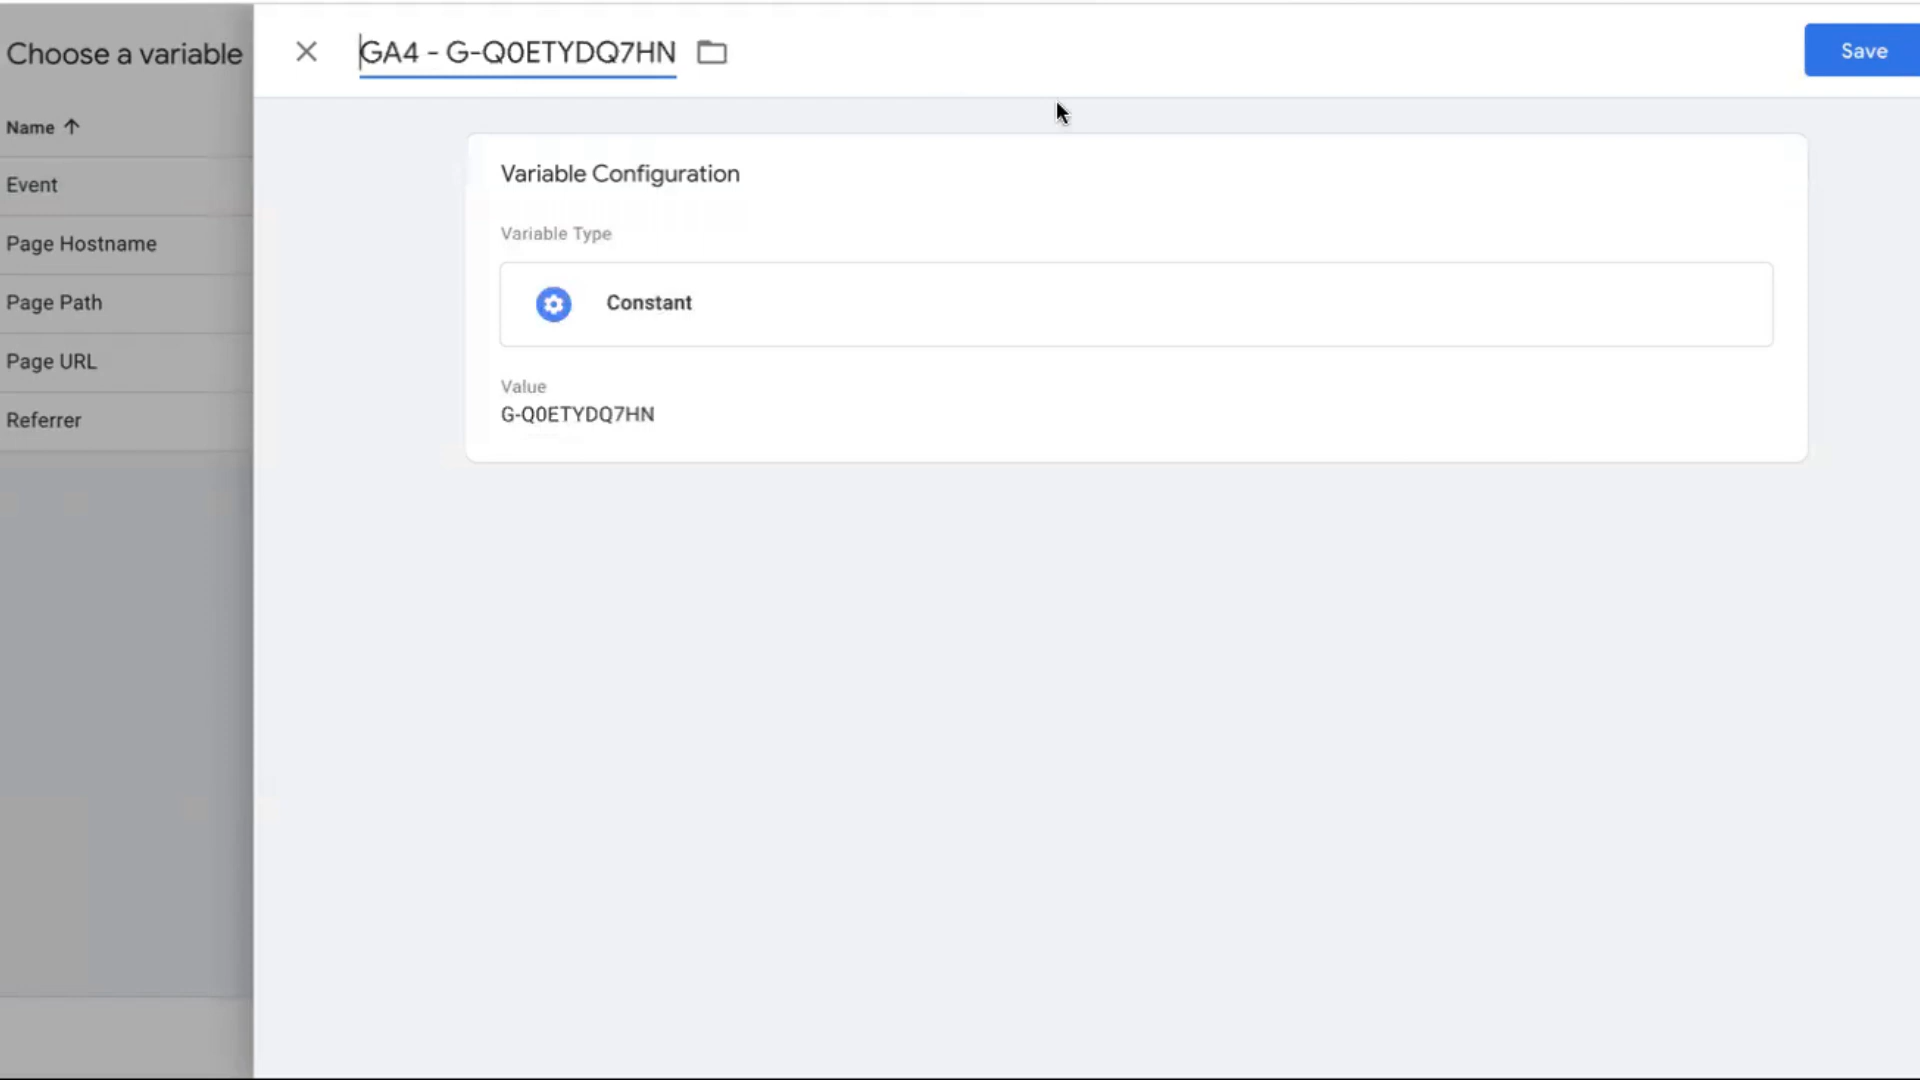 Choose a variable
Name
Event
Page Hostname
Page Path
Page URL
Referrer
GA4 - G-Q0ETYDQ7HN
Save
Variable Configuration
Variable Type
Constant
Value
G-Q0ETYDQ7HN